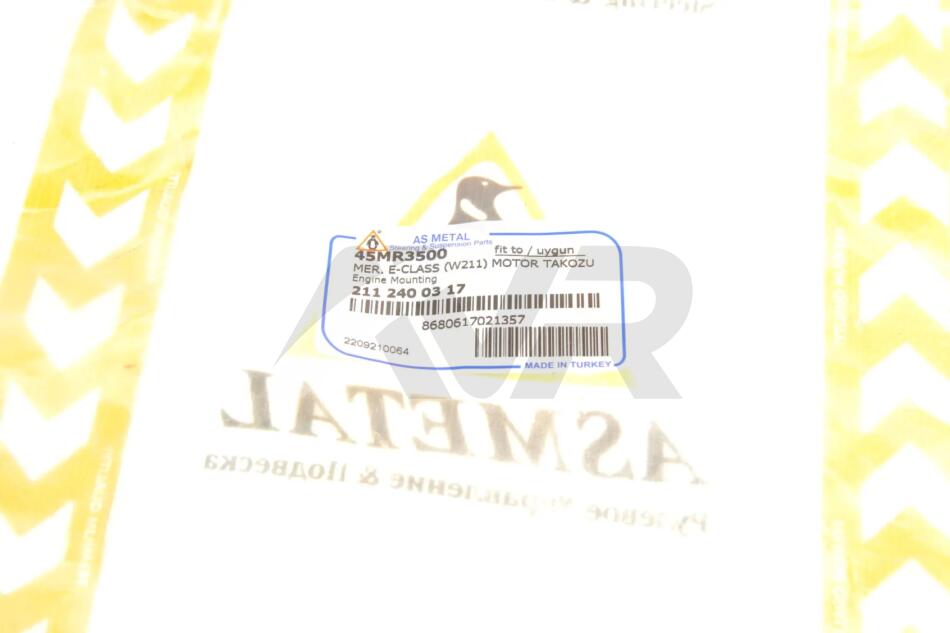 AS METAL
Steering & Suspension Parts
45MR3500 fit to / uygun
MER. E-CLASS (W211) MOTOR TAKOZU
Engine Mounting
211 240 03 17
8680617021357
2209210064
MADE IN TURKEY
VR
ASMETAL
Рулевое Управление & Подвеска